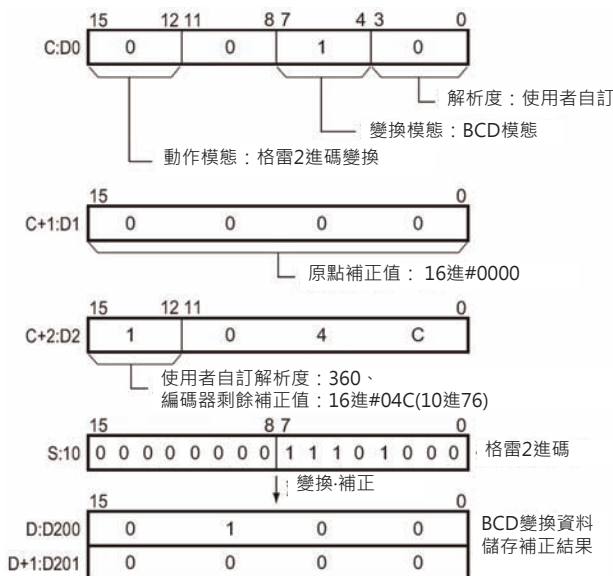 15 12 11 8 7 4 3 0
C:D0 0 0 1 0
解析度：使用者自訂
變換模態：BCD模態
動作模態：格雷2進碼變換
15 0
C+1:D1 0 0 0 0
原點補正值： 16進#0000
15 12 11 0
C+2:D2 1 0 4 C
使用者自訂解析度：360、
編碼器剩餘補正值：16進#04C(10進76)
15 8 7 0
S:10 0 0 0 0 0 0 0 0 1 1 1 0 1 0 0 0 格雷2進碼
變換·補正
15 0
D:D200 0 1 0 0 BCD變換資料
D+1:D201 0 0 0 0 儲存補正結果